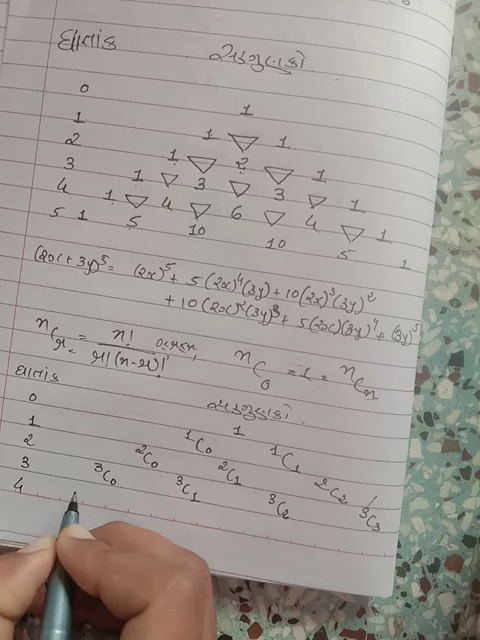 ઘાતાંક સહગુણકો
0 1
1 1 1
2 1 2 1
3 1 3 3 1
4 1 4 6 4 1
5 1 5 10 10 5 1
(2x+3y)⁵ = (2x)⁵ + 5(2x)⁴(3y) + 10(2x)³(3y)²
+ 10(2x)²(3y)³ + 5(2x)(3y)⁴ + (3y)⁵
ⁿCᵣ = n!/r!(n-r)! , ⁿC₀ = 1 = ⁿCₙ
ઘાતાંક સહગુણકો
0 1
1 ¹C₀ ¹C₁
2 ²C₀ ²C₁ ²C₂
3 ³C₀ ³C₁ ³C₂ ³C₃
4